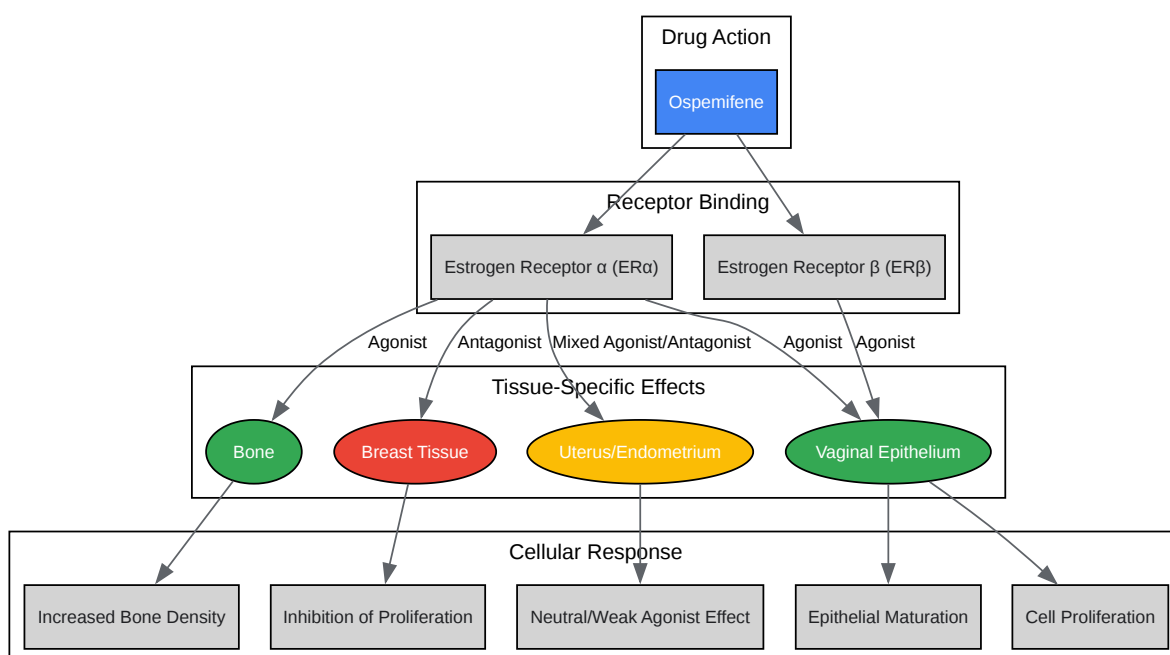 Drug Action
Ospemifene
Receptor Binding
Estrogen Receptor α (ERα)
Estrogen Receptor β (ERβ)
Agonist
Antagonist
Mixed Agonist/Antagonist
Agonist
Agonist
Tissue-Specific Effects
Bone
Breast Tissue
Uterus/Endometrium
Vaginal Epithelium
Cellular Response
Increased Bone Density
Inhibition of Proliferation
Neutral/Weak Agonist Effect
Epithelial Maturation
Cell Proliferation